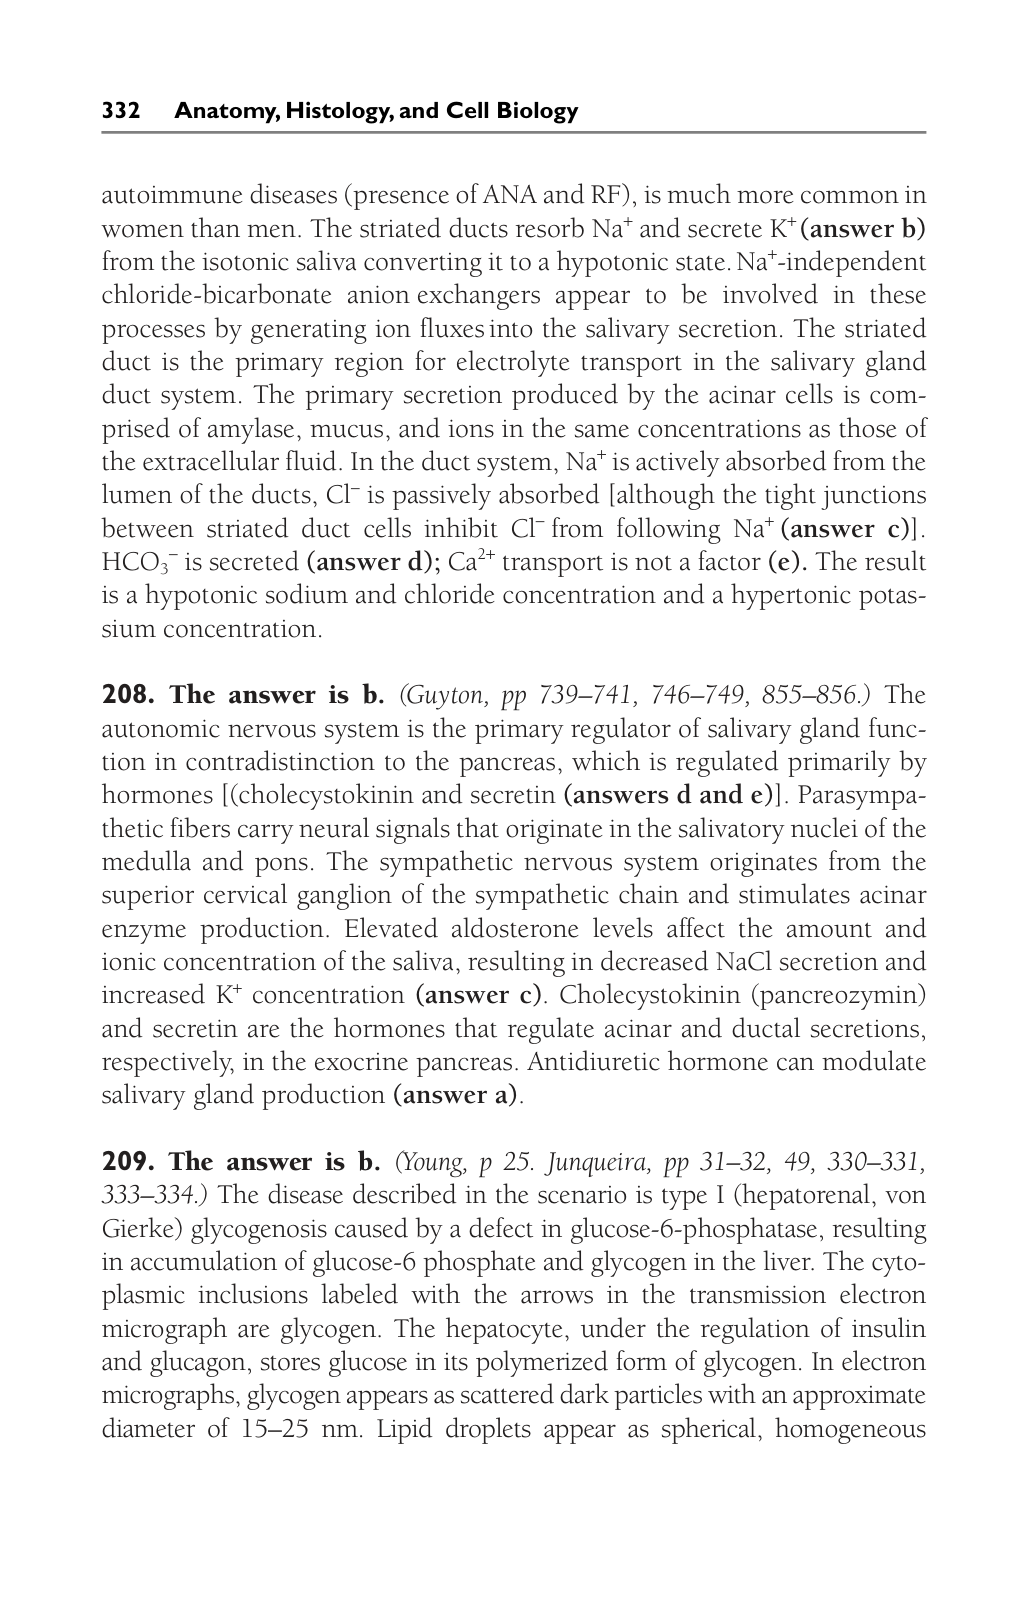 332 Anatomy, Histology, and Cell Biology
autoimmune diseases (presence of ANA and RF), is much more common in
women than men. The striated ducts resorb Na⁺ and secrete K⁺ (answer b)
from the isotonic saliva converting it to a hypotonic state. Na⁺-independent
chloride-bicarbonate anion exchangers appear to be involved in these
processes by generating ion fluxes into the salivary secretion. The striated
duct is the primary region for electrolyte transport in the salivary gland
duct system. The primary secretion produced by the acinar cells is com-
prised of amylase, mucus, and ions in the same concentrations as those of
the extracellular fluid. In the duct system, Na⁺ is actively absorbed from the
lumen of the ducts, Cl⁻ is passively absorbed [although the tight junctions
between striated duct cells inhibit Cl⁻ from following Na⁺ (answer c)].
HCO₃⁻ is secreted (answer d); Ca²⁺ transport is not a factor (e). The result
is a hypotonic sodium and chloride concentration and a hypertonic potas-
sium concentration.
208. The answer is b. (Guyton, pp 739–741, 746–749, 855–856.) The
autonomic nervous system is the primary regulator of salivary gland func-
tion in contradistinction to the pancreas, which is regulated primarily by
hormones [(cholecystokinin and secretin (answers d and e)]. Parasympa-
thetic fibers carry neural signals that originate in the salivatory nuclei of the
medulla and pons. The sympathetic nervous system originates from the
superior cervical ganglion of the sympathetic chain and stimulates acinar
enzyme production. Elevated aldosterone levels affect the amount and
ionic concentration of the saliva, resulting in decreased NaCl secretion and
increased K⁺ concentration (answer c). Cholecystokinin (pancreozymin)
and secretin are the hormones that regulate acinar and ductal secretions,
respectively, in the exocrine pancreas. Antidiuretic hormone can modulate
salivary gland production (answer a).
209. The answer is b. (Young, p 25. Junqueira, pp 31–32, 49, 330–331,
333–334.) The disease described in the scenario is type I (hepatorenal, von
Gierke) glycogenosis caused by a defect in glucose-6-phosphatase, resulting
in accumulation of glucose-6 phosphate and glycogen in the liver. The cyto-
plasmic inclusions labeled with the arrows in the transmission electron
micrograph are glycogen. The hepatocyte, under the regulation of insulin
and glucagon, stores glucose in its polymerized form of glycogen. In electron
micrographs, glycogen appears as scattered dark particles with an approximate
diameter of 15–25 nm. Lipid droplets appear as spherical, homogeneous